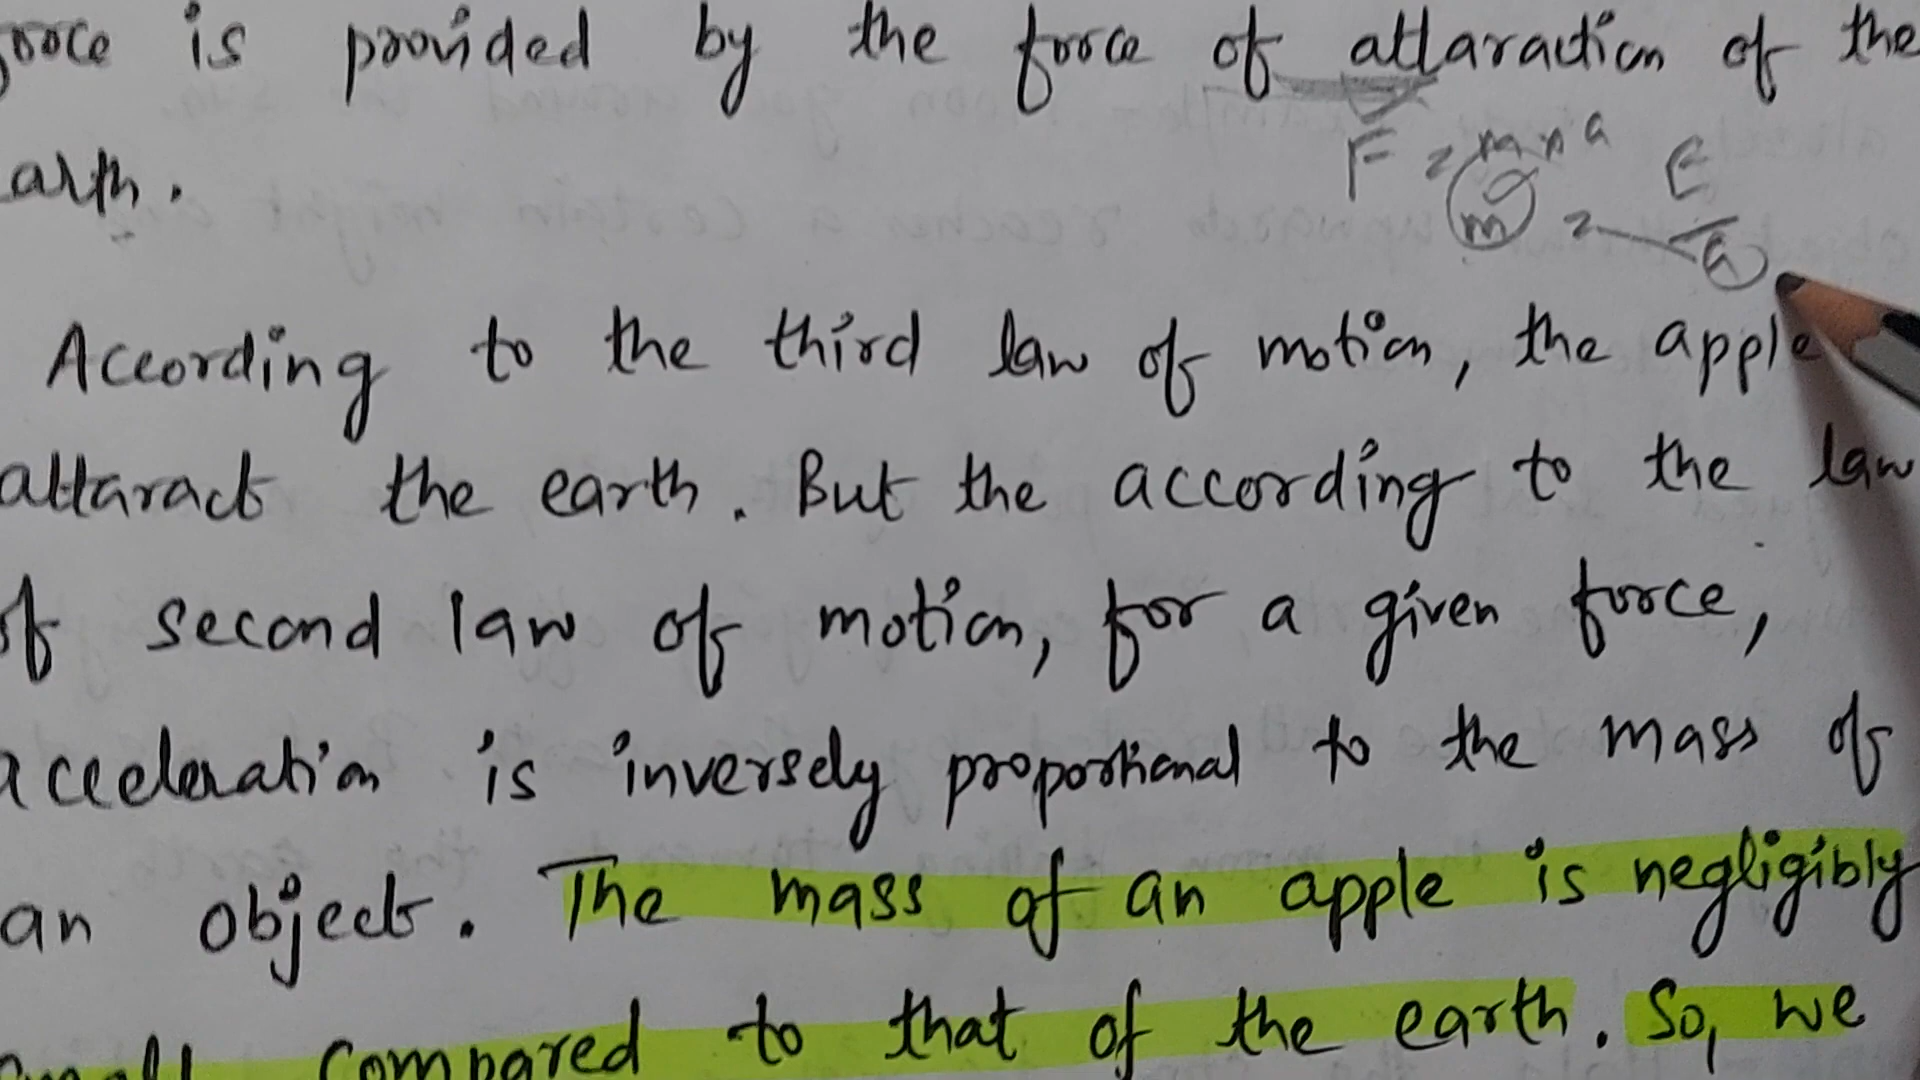 force is provided by the force of attaraction of the
arth.
F = m x a
m = F
a
According to the third law of motion, the apple
attaract the earth. But the according to the law
of second law of motion, for a given force,
acceleration is inversely proportional to the mass of
an object. The mass of an apple is negligibly
small compared to that of the earth. So, we